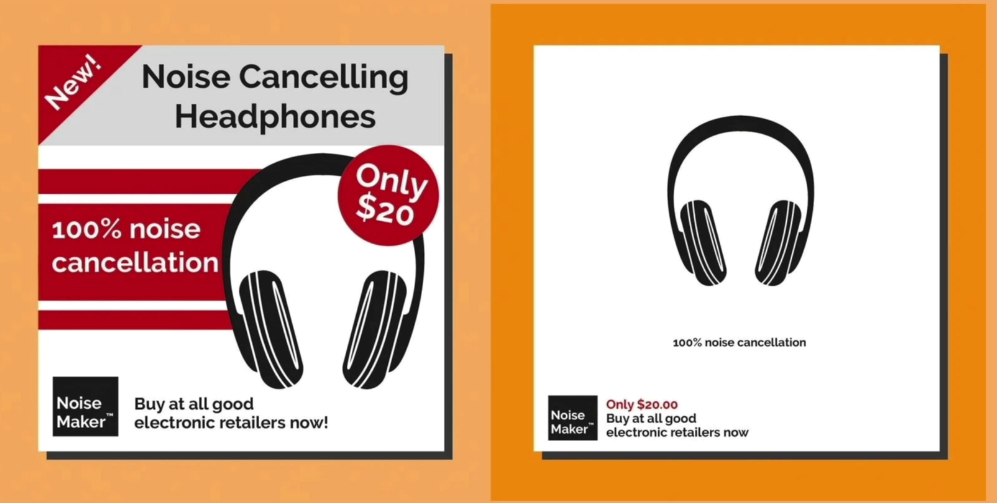 New!
Noise Cancelling
Headphones
Only
$20
100% noise
cancellation
Noise
Maker™
Buy at all good
electronic retailers now!
100% noise cancellation
Noise
Maker™
Only $20.00
Buy at all good
electronic retailers now